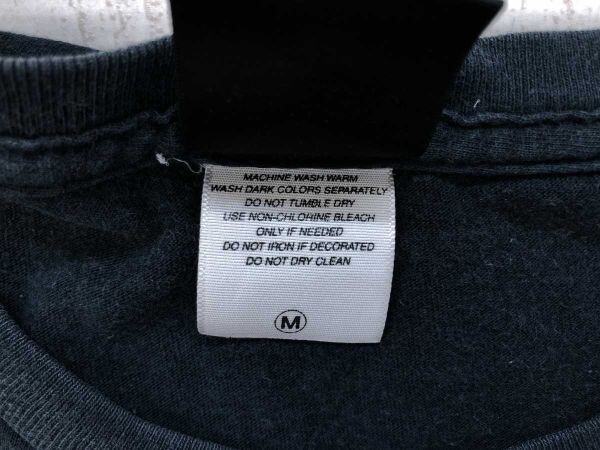 MACHINE WASH WARM
WASH DARK COLORS SEPARATELY
DO NOT TUMBLE DRY
USE NON-CHLORINE BLEACH
ONLY IF NEEDED
DO NOT IRON IF DECORATED
DO NOT DRY CLEAN
M